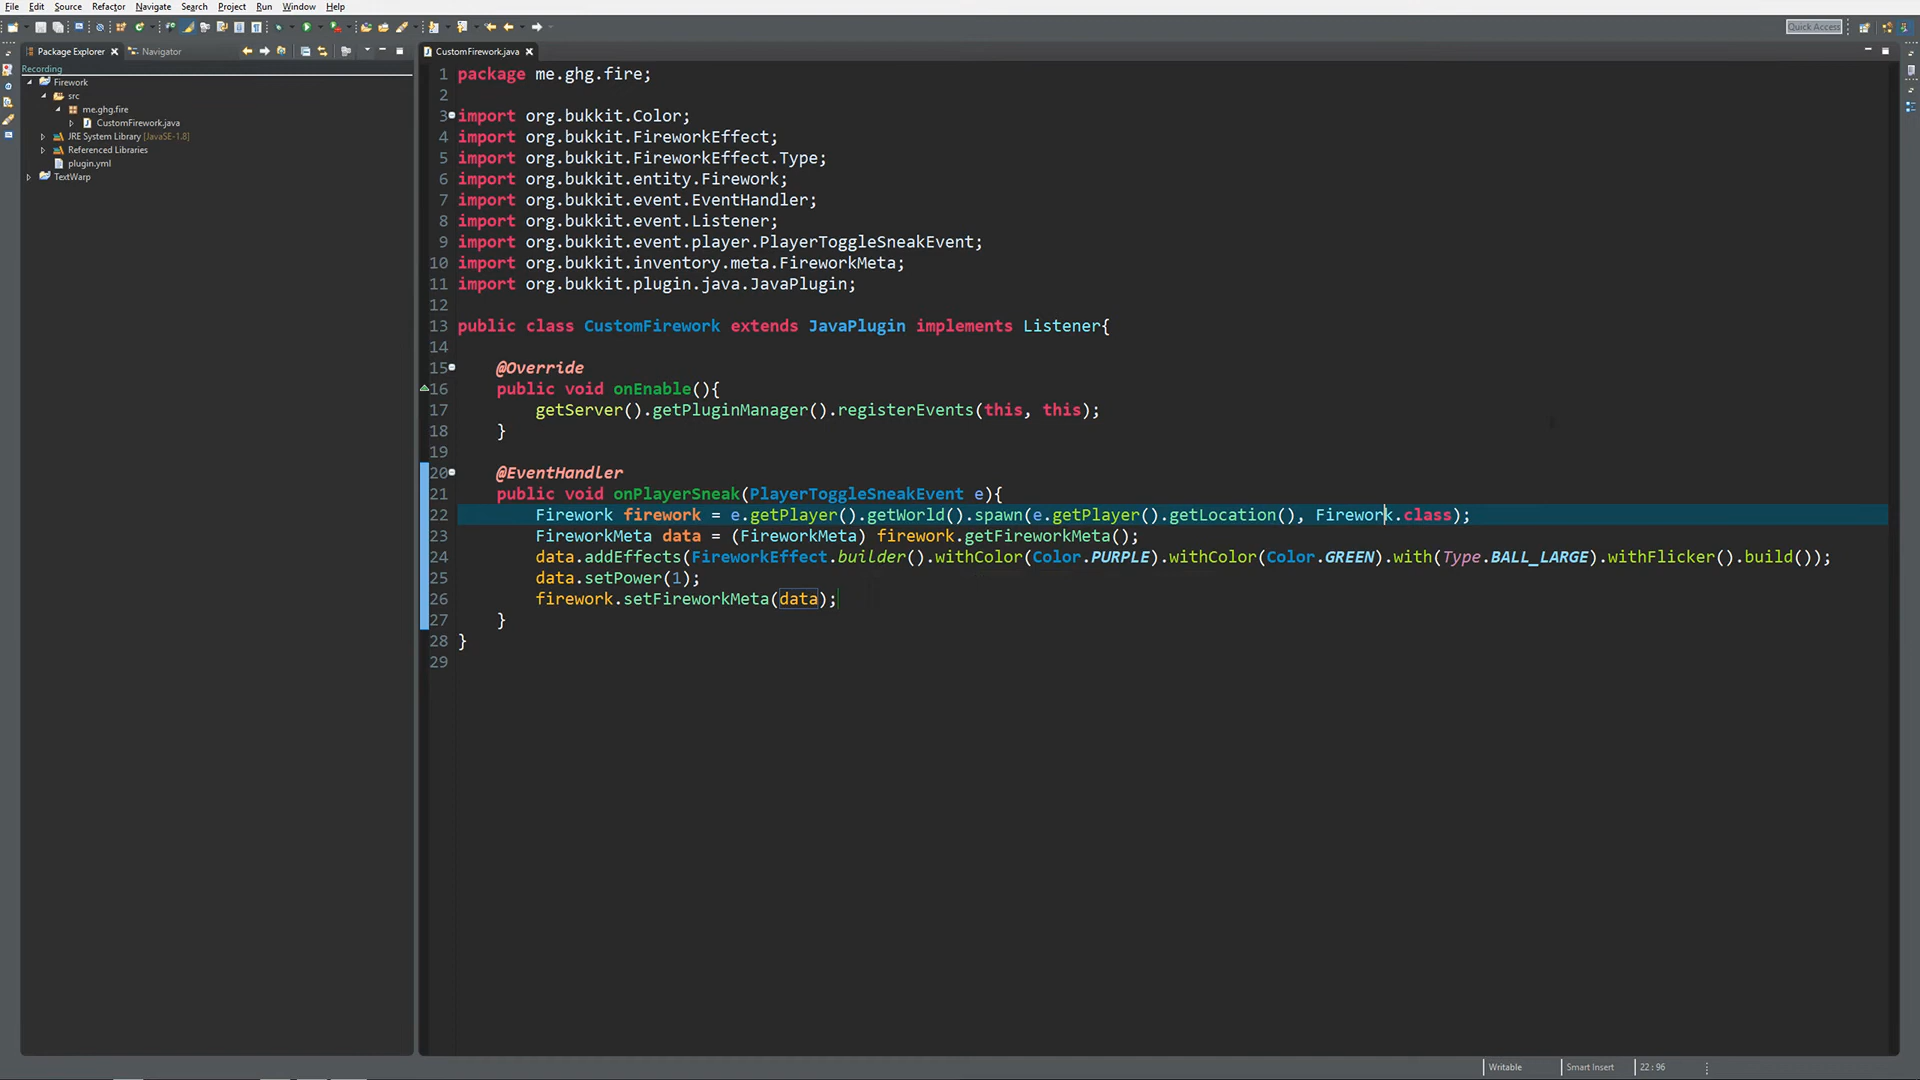 File Edit Source Refactor Navigate Search Project Run Window Help
Quick Access
Package Explorer Navigator
Recording
Firework
src
me.ghg.fire
CustomFirework.java
JRE System Library [JavaSE-1.8]
Referenced Libraries
plugin.yml
TextWarp
CustomFirework.java
1 package me.ghg.fire;
2
3 import org.bukkit.Color;
4 import org.bukkit.FireworkEffect;
5 import org.bukkit.FireworkEffect.Type;
6 import org.bukkit.entity.Firework;
7 import org.bukkit.event.EventHandler;
8 import org.bukkit.event.Listener;
9 import org.bukkit.event.player.PlayerToggleSneakEvent;
10 import org.bukkit.inventory.meta.FireworkMeta;
11 import org.bukkit.plugin.java.JavaPlugin;
12
13 public class CustomFirework extends JavaPlugin implements Listener{
14
15 @Override
16 public void onEnable(){
17 getServer().getPluginManager().registerEvents(this, this);
18 }
19
20 @EventHandler
21 public void onPlayerSneak(PlayerToggleSneakEvent e){
22 Firework firework = e.getPlayer().getWorld().spawn(e.getPlayer().getLocation(), Firework.class);
23 FireworkMeta data = (FireworkMeta) firework.getFireworkMeta();
24 data.addEffects(FireworkEffect.builder().withColor(Color.PURPLE).withColor(Color.GREEN).with(Type.BALL_LARGE).withFlicker().build());
25 data.setPower(1);
26 firework.setFireworkMeta(data);
27 }
28 }
29
Writable Smart Insert 22:96